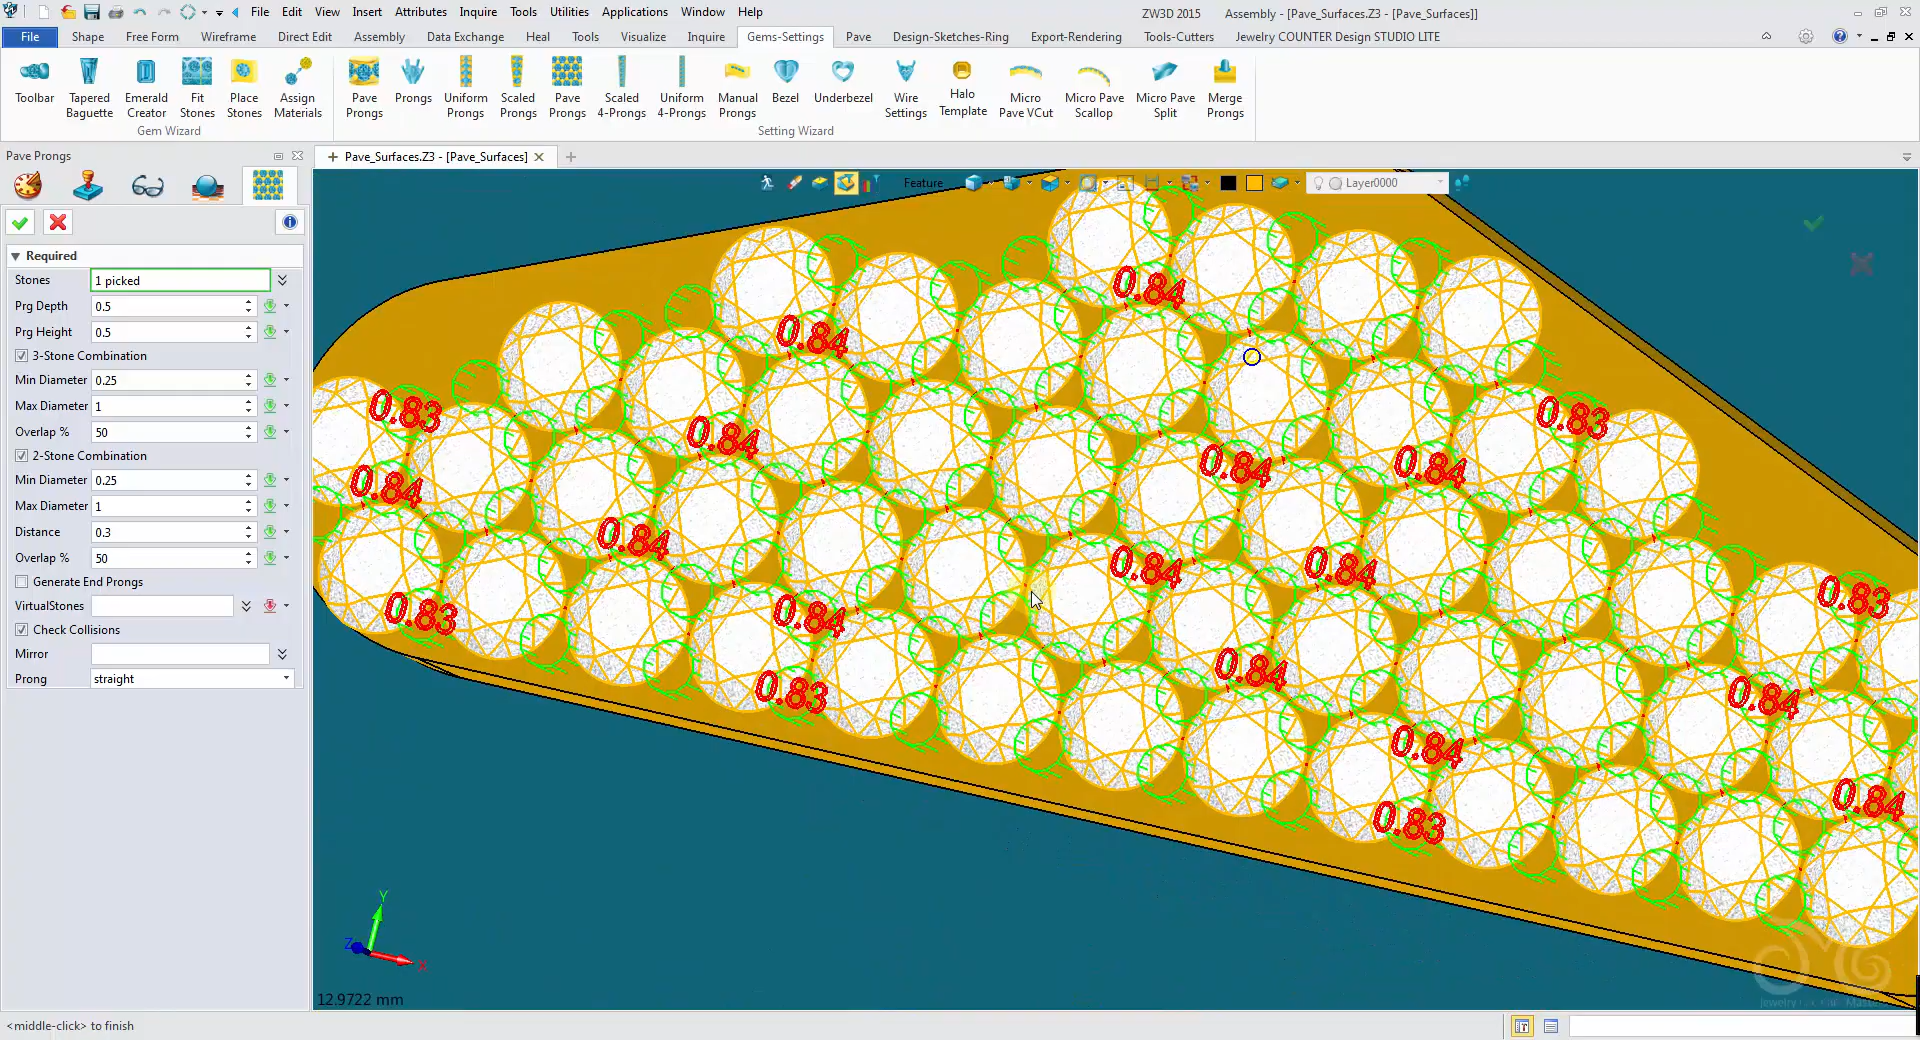 File Edit View Insert Attributes Inquire Tools Utilities Applications Window Help
ZW3D 2015 Assembly - [Pave_Surfaces.Z3 - [Pave_Surfaces]]
File Shape Free Form Wireframe Direct Edit Assembly Data Exchange Heal Tools Visualize Inquire Gems-Settings Pave Design-Sketches-Ring Export-Rendering Tools-Cutters Jewelry COUNTER Design STUDIO LITE
Toolbar
Tapered Baguette
Emerald Creator
Fit Stones
Place Stones
Assign Materials
Pave Prongs
Prongs
Uniform Prongs
Scaled Prongs
Pave Prongs
Scaled 4-Prongs
Uniform 4-Prongs
Manual Prongs
Bezel
Underbezel
Wire Settings
Halo Template
Micro Pave VCut
Micro Pave Scallop
Micro Pave Split
Merge Prongs
Gem Wizard
Setting Wizard
Pave Prongs
Pave_Surfaces.Z3 - [Pave_Surfaces]
Feature
Layer0000
Required
Stones 1 picked
Prg Depth 0.5
Prg Height 0.5
3-Stone Combination
Min Diameter 0.25
Max Diameter 1
Overlap % 50
2-Stone Combination
Min Diameter 0.25
Max Diameter 1
Distance 0.3
Overlap % 50
Generate End Prongs
VirtualStones
Check Collisions
Mirror
Prong straight
0.84
0.84
0.83
0.83
0.84
0.84
0.84
0.84
0.84
0.84
0.84
0.83
0.83
0.84
0.84
0.83
0.84
0.84
0.84
0.83
Y
Z
X
12.9722 mm
<middle-click> to finish